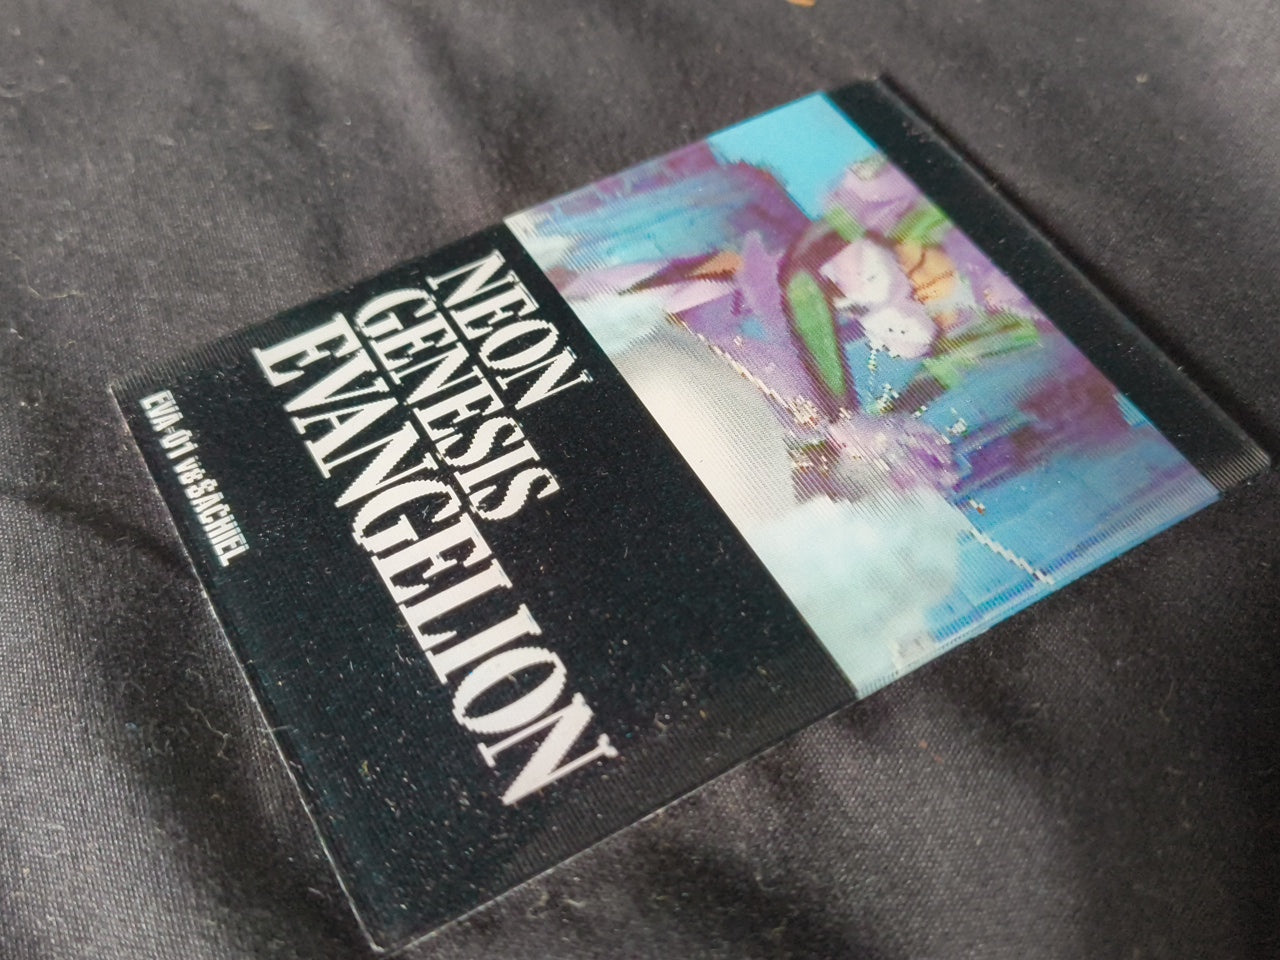 NEON
GENESIS
EVANGELION
EVA-01 vs SACHIEL